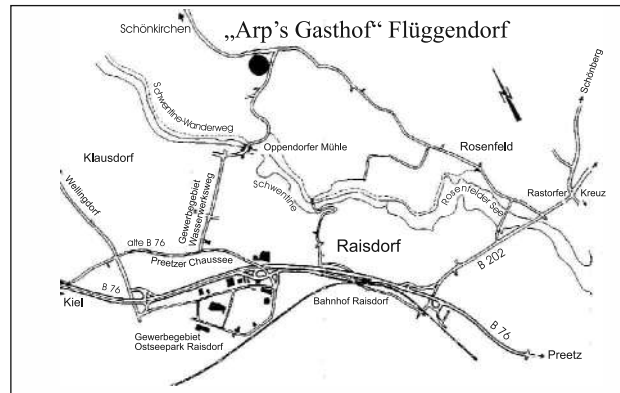 „Arp's Gasthof“ Flüggendorf
Schönkirchen
Schönberg
Schwentine-Wanderweg
Oppendorfer Mühle
Rosenfeld
Klausdorf
Wellingdorf
Gewerbegebiet
Wasserwerksweg
Schwentine
Rosenfelder See
Rastorfer
Kreuz
Raisdorf
alte B 76
Preetzer Chaussee
B 202
B 76
Kiel
Bahnhof Raisdorf
B 76
Gewerbegebiet
Ostseepark Raisdorf
Preetz